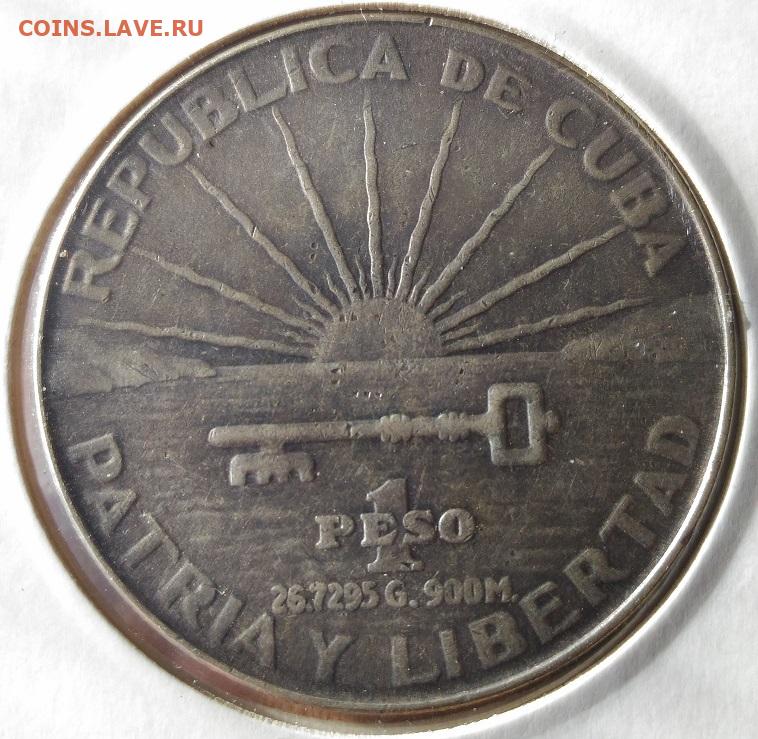 COINS.LAVE.RU
REPUBLICA DE CUBA
1
PESO
26.7295 G. 900 M.
PATRIA Y LIBERTAD